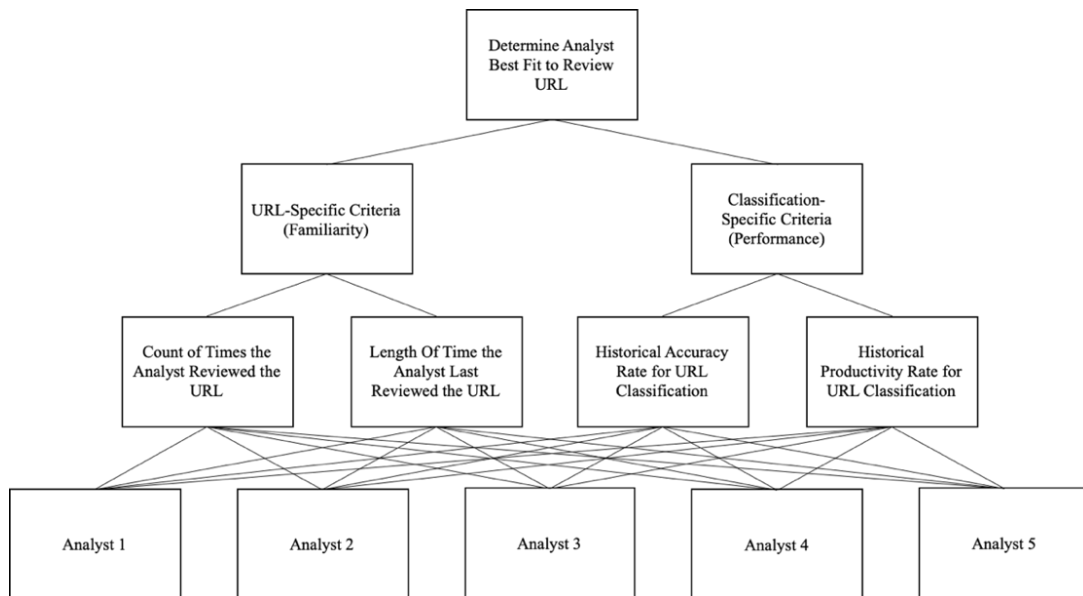 Determine Analyst
Best Fit to Review
URL
URL-Specific Criteria
(Familiarity)
Classification-
Specific Criteria
(Performance)
Count of Times the
Analyst Reviewed the
URL
Length Of Time the
Analyst Last
Reviewed the URL
Historical Accuracy
Rate for URL
Classification
Historical
Productivity Rate for
URL Classification
Analyst 1
Analyst 2
Analyst 3
Analyst 4
Analyst 5